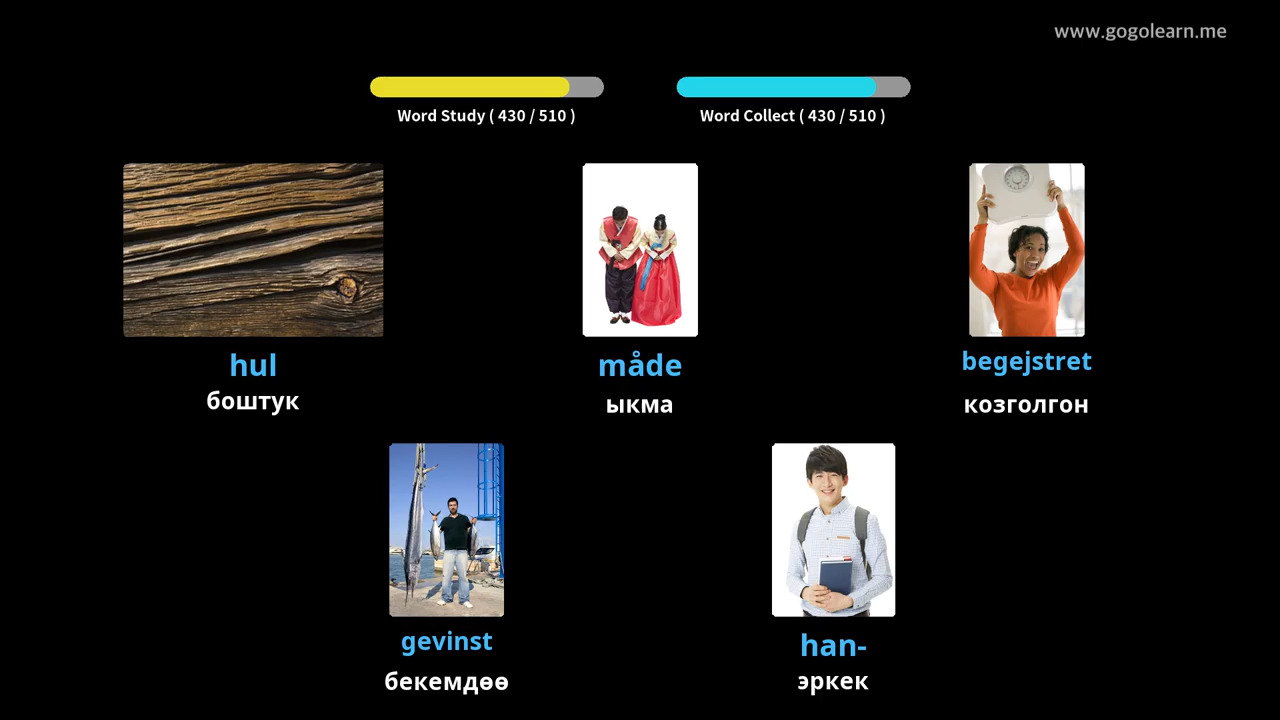 www.gogolearn.me
Word Study ( 430 / 510 )
Word Collect ( 430 / 510 )
hul
боштук
måde
ыкма
begejstret
козголгон
gevinst
бекемдөө
han-
эркек